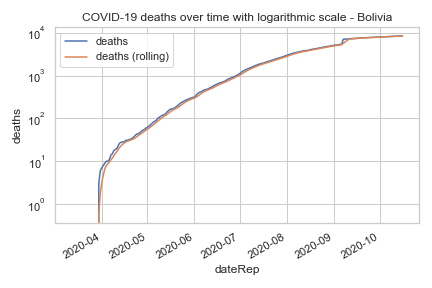 COVID-19 deaths over time with logarithmic scale - Bolivia
deaths
deaths (rolling)
10⁴
10³
10²
10¹
10⁰
deaths
2020-04
2020-05
2020-06
2020-07
2020-08
2020-09
2020-10
dateRep